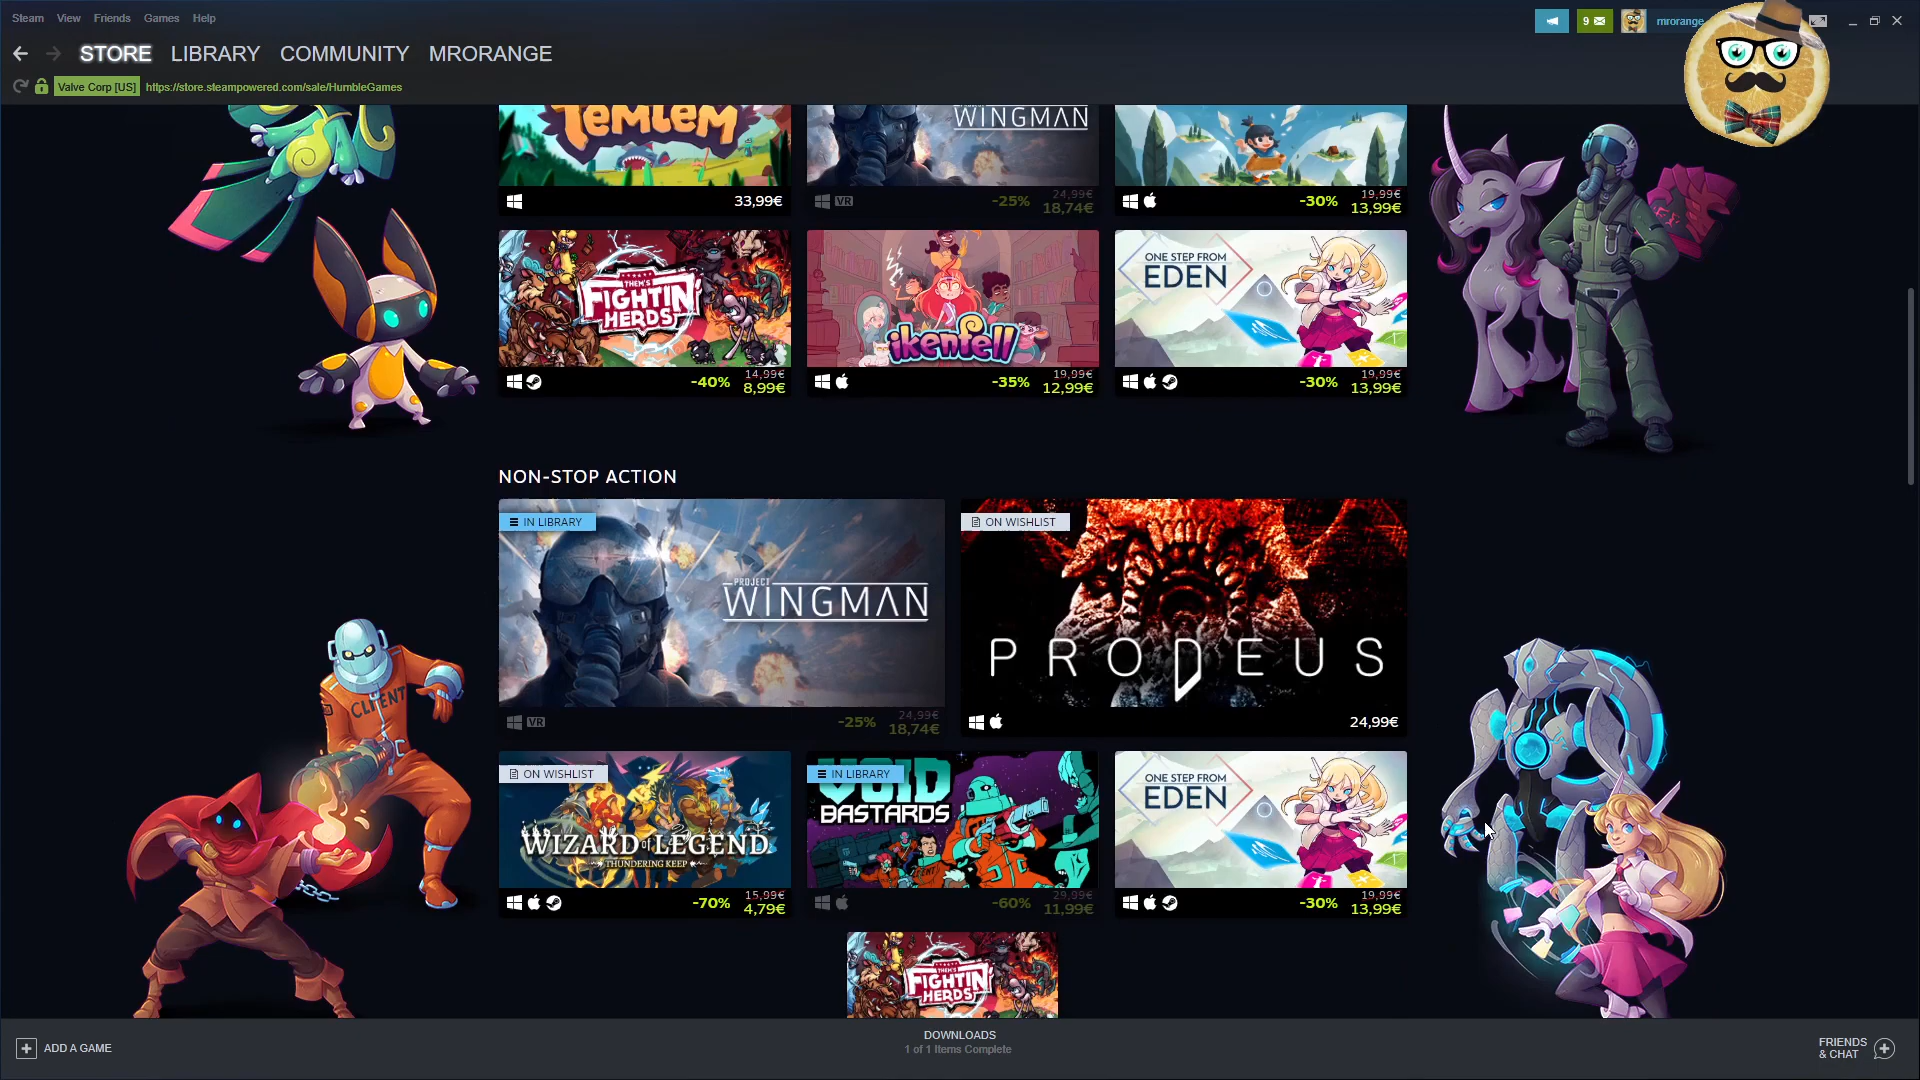 Steam View Friends Games Help
9 mrorange
STORE LIBRARY COMMUNITY MRORANGE
Valve Corp [US] https://store.steampowered.com/sale/HumbleGames
TEMTEM
WINGMAN
33,99€
VR -25% 24,99€ 18,74€
-30% 19,99€ 13,99€
THEM'S
FIGHTIN'
HERDS
ikenfell
ONE STEP FROM
EDEN
-40% 14,99€ 8,99€
-35% 19,99€ 12,99€
-30% 19,99€ 13,99€
NON-STOP ACTION
IN LIBRARY
PROJECT
WINGMAN
ON WISHLIST
PRODEUS
CLIENT
VR -25% 24,99€ 18,74€
24,99€
ON WISHLIST
WIZARD OF LEGEND
THUNDERING KEEP
IN LIBRARY
VOID
BASTARDS
ONE STEP FROM
EDEN
-70% 15,99€ 4,79€
-60% 29,99€ 11,99€
-30% 19,99€ 13,99€
THEM'S
FIGHTIN'
HERDS
ADD A GAME
DOWNLOADS
1 of 1 Items Complete
FRIENDS
& CHAT